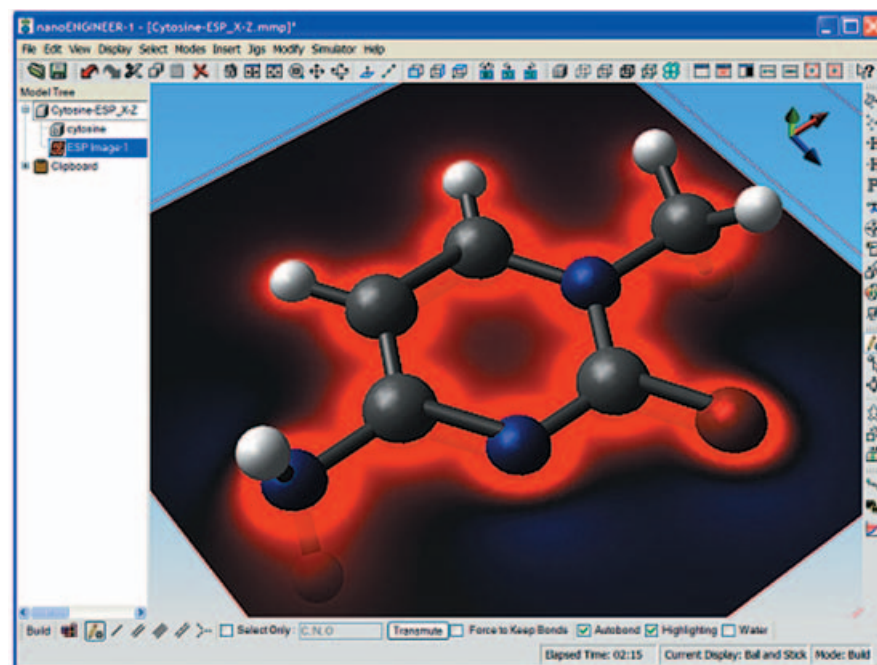 nanoENGINEER-1 - [Cytosine-ESP_X-Z.mmp]*
File Edit View Display Select Modes Insert Jigs Modify Simulator Help
Model Tree
Cytosine-ESP_X-Z
cytosine
ESP Image-1
Clipboard
Build Select Only: C,N,O Transmute Force to Keep Bonds Autobond Highlighting Water
Elapsed Time: 02:15 Current Display: Ball and Stick Mode: Build